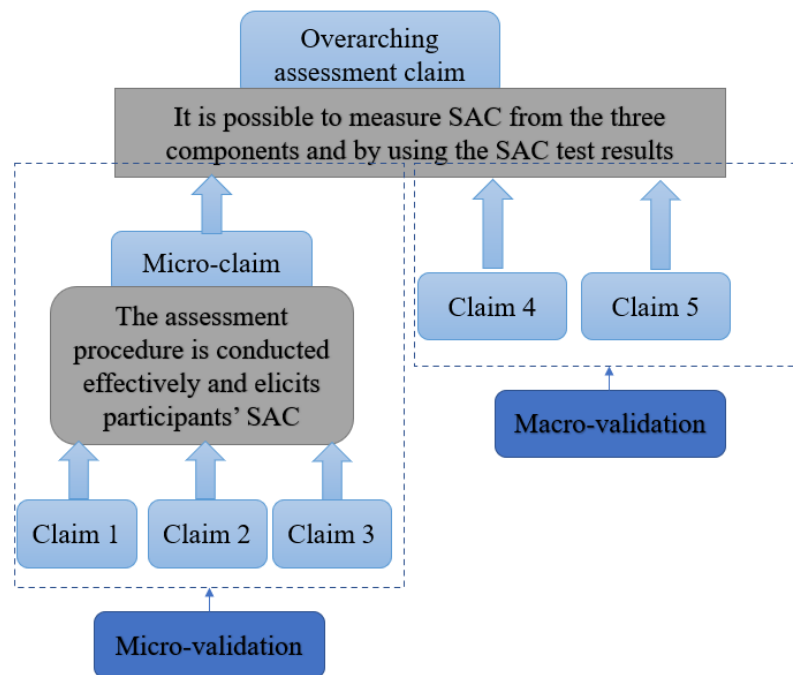 Overarching
assessment claim
It is possible to measure SAC from the three
components and by using the SAC test results
Micro-claim
The assessment
procedure is conducted
effectively and elicits
participants' SAC
Claim 4
Claim 5
Macro-validation
Claim 1
Claim 2
Claim 3
Micro-validation